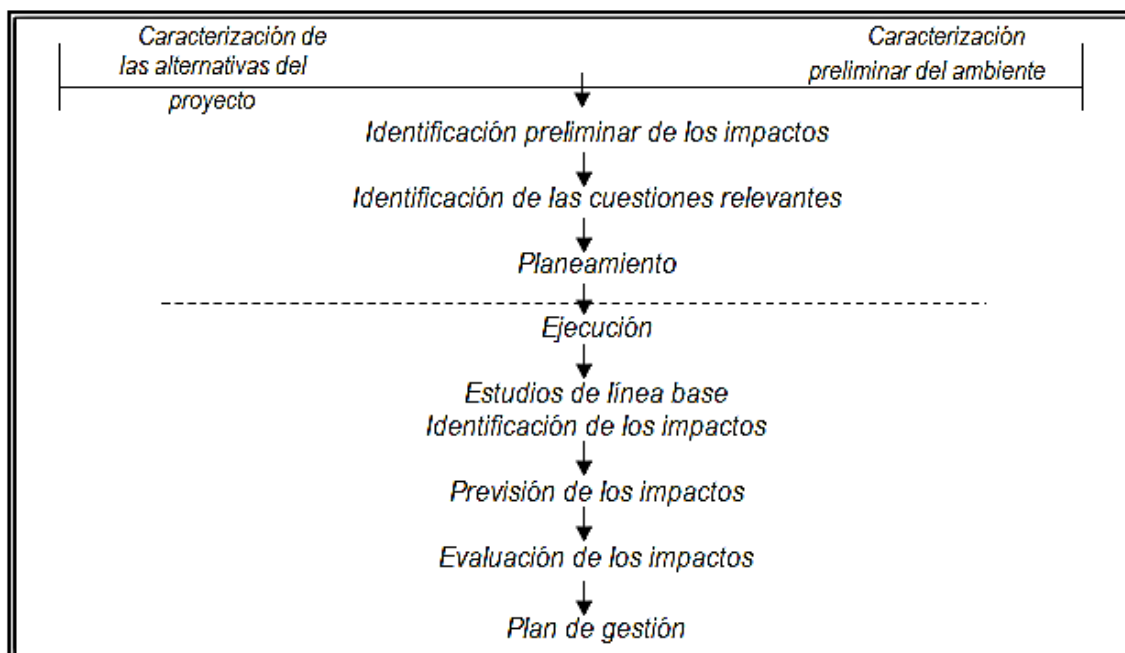 Caracterización de
las alternativas del
proyecto
Caracterización
preliminar del ambiente
Identificación preliminar de los impactos
Identificación de las cuestiones relevantes
Planeamiento
Ejecución
Estudios de línea base
Identificación de los impactos
Previsión de los impactos
Evaluación de los impactos
Plan de gestión